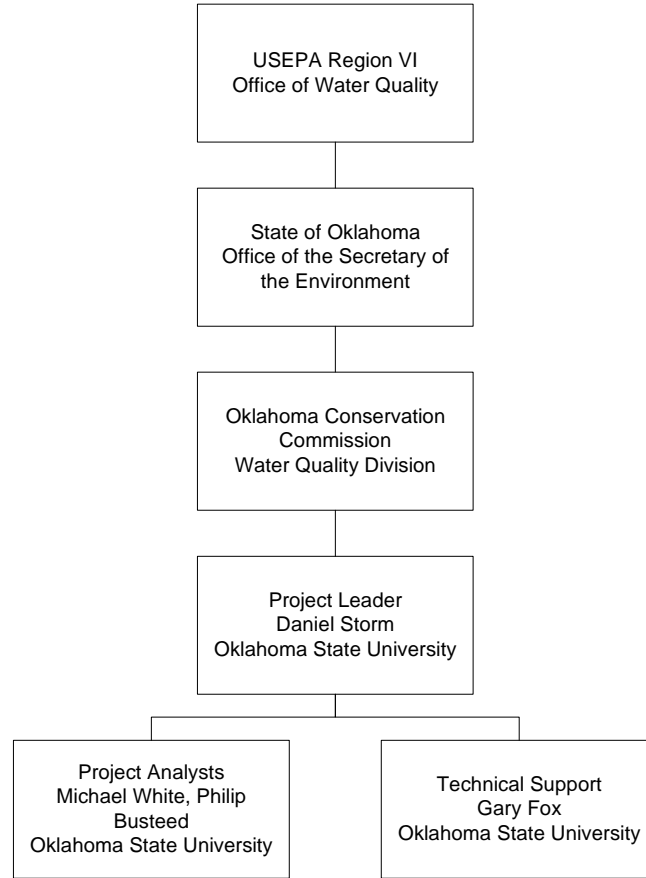 USEPA Region VI
Office of Water Quality
State of Oklahoma
Office of the Secretary of
the Environment
Oklahoma Conservation
Commission
Water Quality Division
Project Leader
Daniel Storm
Oklahoma State University
Project Analysts
Michael White, Philip
Busteed
Oklahoma State University
Technical Support
Gary Fox
Oklahoma State University